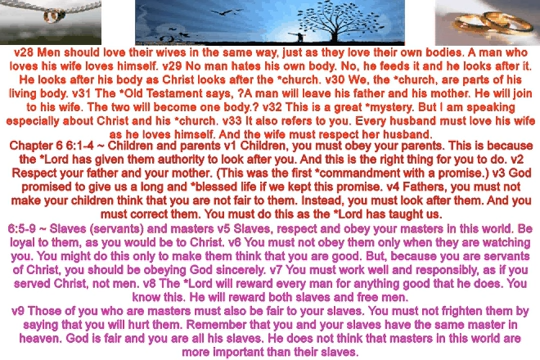 v28 Men should love their wives in the same way, just as they love their own bodies. A man who
loves his wife loves himself. v29 No man hates his own body. No, he feeds it and he looks after it.
He looks after his body as Christ looks after the *church. v30 We, the *church, are parts of his
living body. v31 The *Old Testament says, ?A man will leave his father and his mother. He will join
to his wife. The two will become one body.? v32 This is a great *mystery. But I am speaking
especially about Christ and his *church. v33 It also refers to you. Every husband must love his wife
as he loves himself. And the wife must respect her husband.
Chapter 6 6:1-4 ~ Children and parents v1 Children, you must obey your parents. This is because
the *Lord has given them authority to look after you. And this is the right thing for you to do. v2
Respect your father and your mother. (This was the first *commandment with a promise.) v3 God
promised to give us a long and *blessed life if we kept this promise. v4 Fathers, you must not
make your children think that you are not fair to them. Instead, you must look after them. And you
must correct them. You must do this as the *Lord has taught us.
6:5-9 ~ Slaves (servants) and masters v5 Slaves, respect and obey your masters in this world. Be
loyal to them, as you would be to Christ. v6 You must not obey them only when they are watching
you. You might do this only to make them think that you are good. But, because you are servants
of Christ, you should be obeying God sincerely. v7 You must work well and responsibly, as if you
served Christ, not men. v8 The *Lord will reward every man for anything good that he does. You
know this. He will reward both slaves and free men.
v9 Those of you who are masters must also be fair to your slaves. You must not frighten them by
saying that you will hurt them. Remember that you and your slaves have the same master in
heaven. God is fair and you are all his slaves. He does not think that masters in this world are
more important than their slaves.